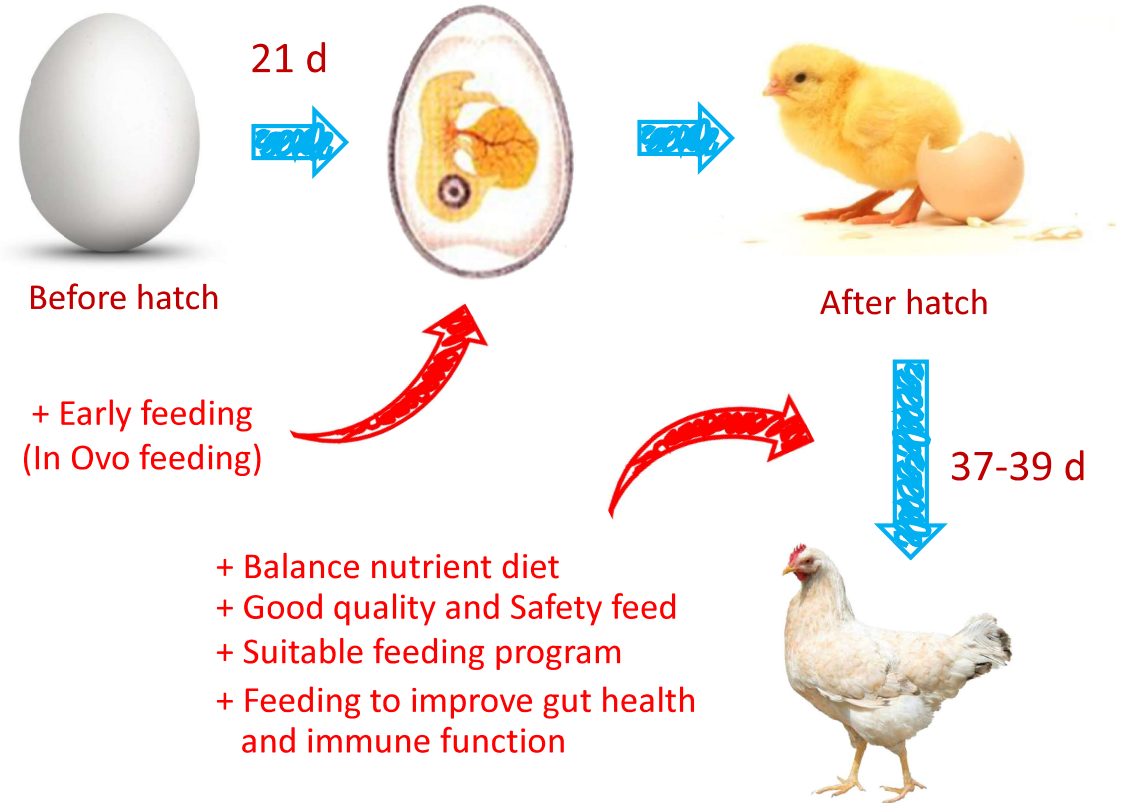 21 d
Before hatch
After hatch
+ Early feeding
(In Ovo feeding)
37-39 d
+ Balance nutrient diet
+ Good quality and Safety feed
+ Suitable feeding program
+ Feeding to improve gut health
and immune function